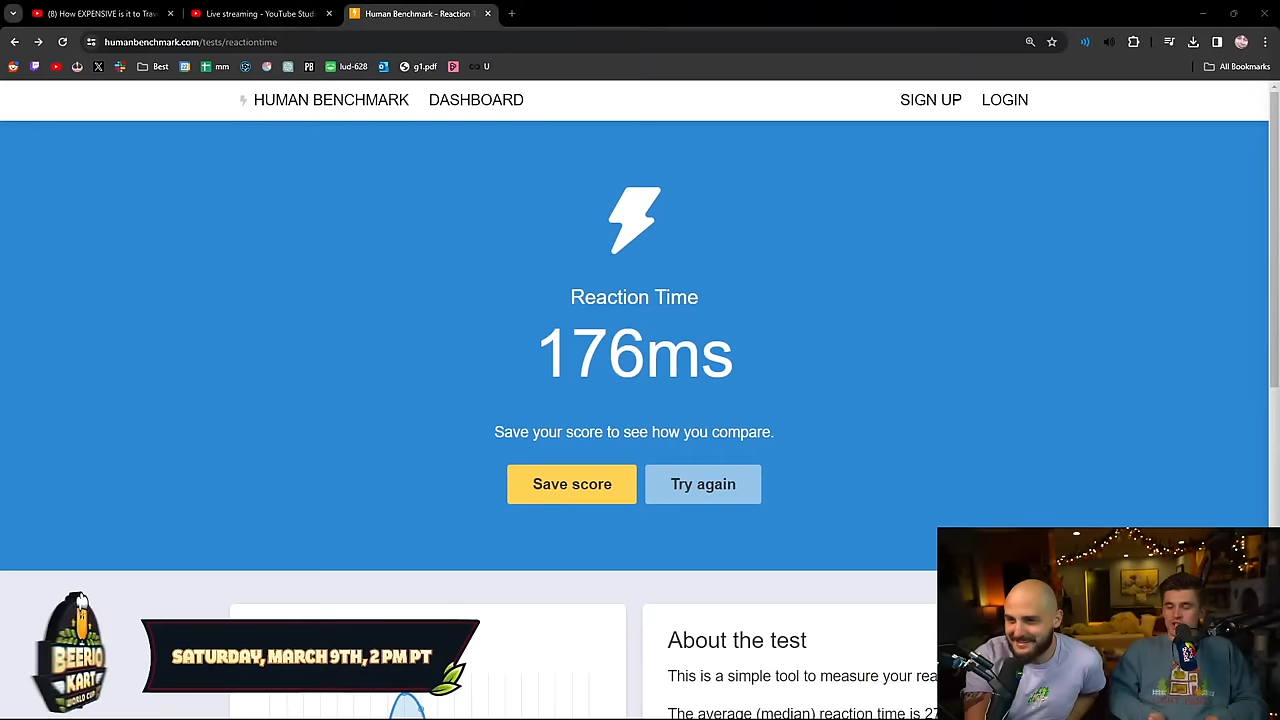 (8) How EXPENSIVE is it to Trav
Live streaming - YouTube Stud
Human Benchmark - Reaction T
humanbenchmark.com/tests/reactiontime
Best
mm
PB
lud-628
g1.pdf
U
All Bookmarks
HUMAN BENCHMARK
DASHBOARD
SIGN UP
LOGIN
Reaction Time
176ms
Save your score to see how you compare.
Save score
Try again
About the test
This is a simple tool to measure your rea
The average (median) reaction time is 27
BEERIO
KART
WORLD CUP
SATURDAY, MARCH 9TH, 2 PM PT